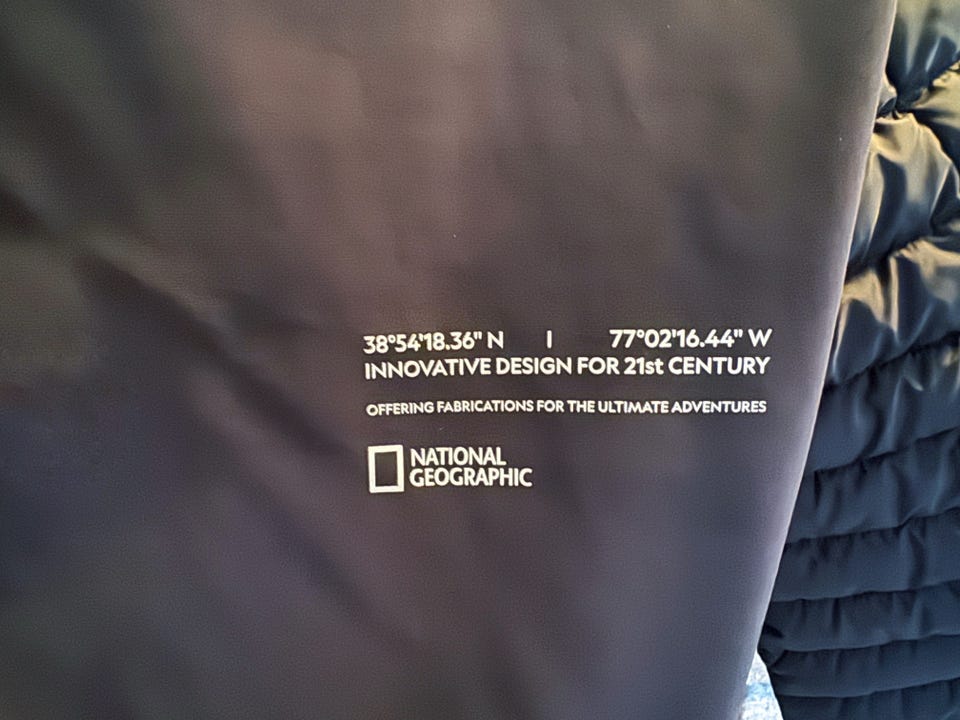 38°54'18.36" N I 77°02'16.44" W
INNOVATIVE DESIGN FOR 21st CENTURY
OFFERING FABRICATIONS FOR THE ULTIMATE ADVENTURES
NATIONAL
GEOGRAPHIC